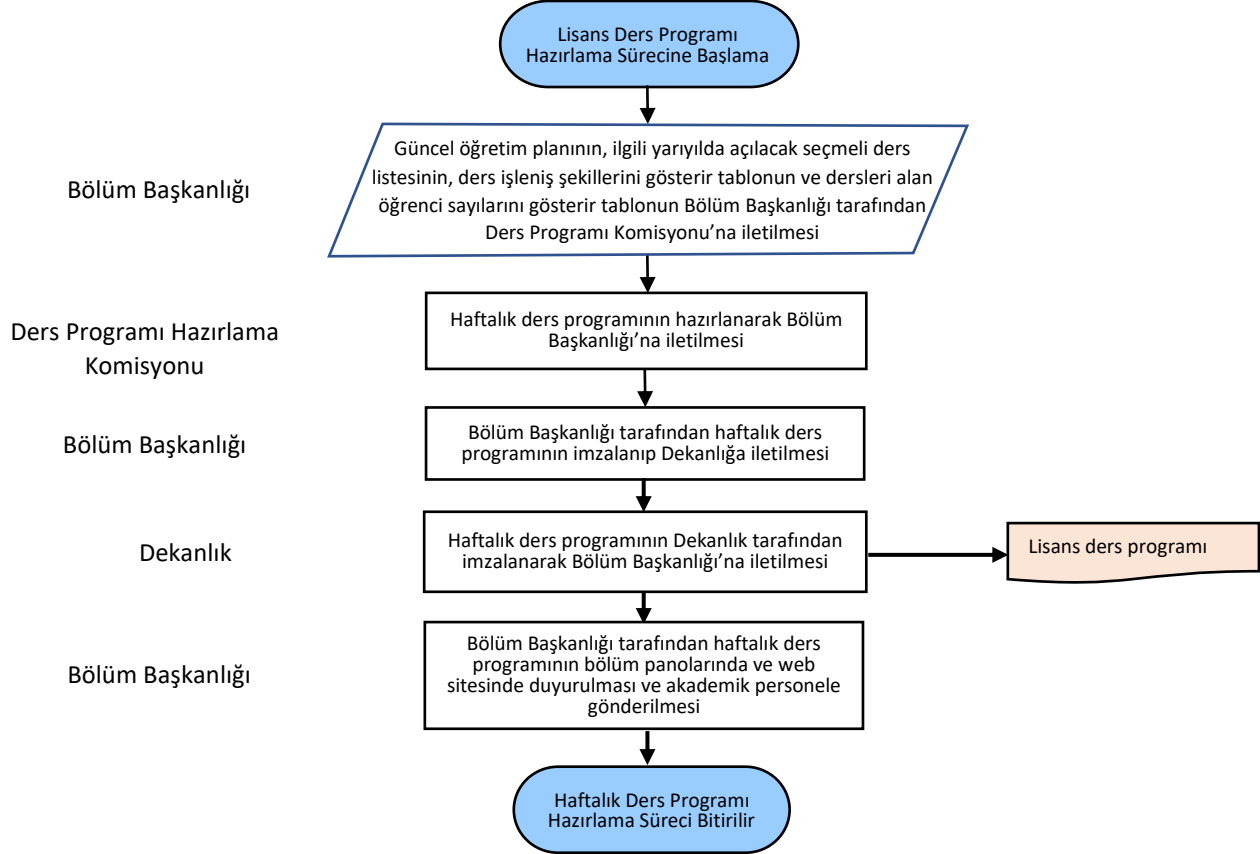 Lisans Ders Programı
Hazırlama Sürecine Başlama
Bölüm Başkanlığı
Güncel öğretim planının, ilgili yarıyılda açılacak seçmeli ders
listesinin, ders işleniş şekillerini gösterir tablonun ve dersleri alan
öğrenci sayılarını gösterir tablonun Bölüm Başkanlığı tarafından
Ders Programı Komisyonu’na iletilmesi
Ders Programı Hazırlama
Komisyonu
Haftalık ders programının hazırlanarak Bölüm
Başkanlığı’na iletilmesi
Bölüm Başkanlığı
Bölüm Başkanlığı tarafından haftalık ders
programının imzalanıp Dekanlığa iletilmesi
Dekanlık
Haftalık ders programının Dekanlık tarafından
imzalanarak Bölüm Başkanlığı’na iletilmesi
Lisans ders programı
Bölüm Başkanlığı
Bölüm Başkanlığı tarafından haftalık ders
programının bölüm panolarında ve web
sitesinde duyurulması ve akademik personele
gönderilmesi
Haftalık Ders Programı
Hazırlama Süreci Bitirilir